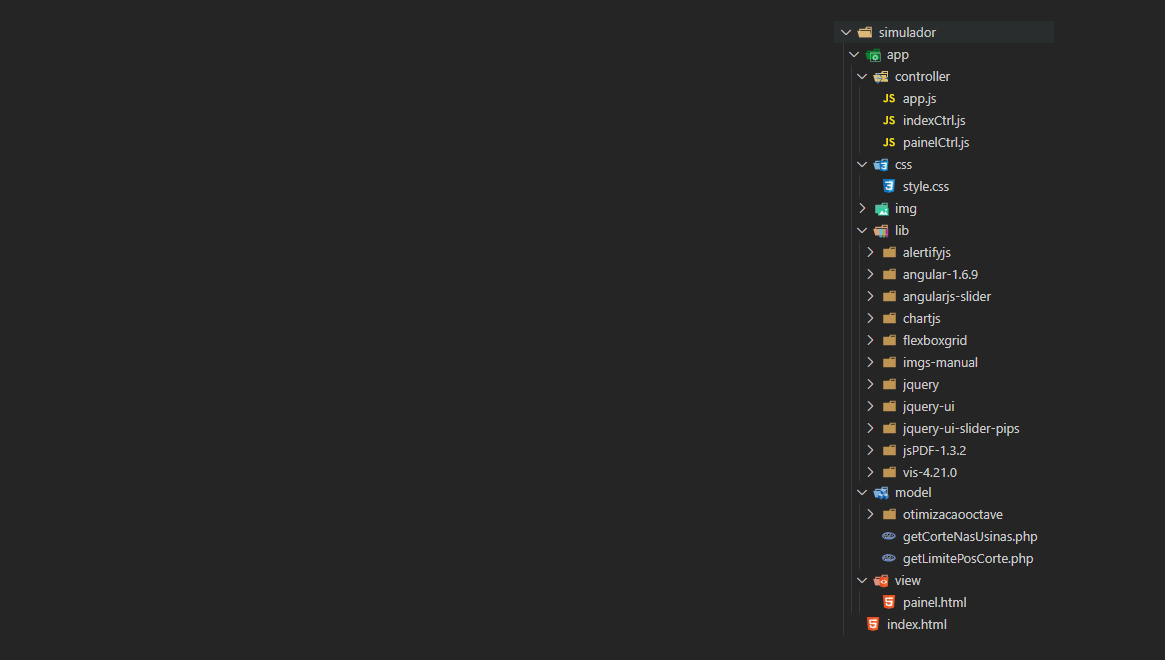 simulador
app
controller
JS app.js
JS indexCtrl.js
JS painelCtrl.js
css
style.css
img
lib
alertifyjs
angular-1.6.9
angularjs-slider
chartjs
flexboxgrid
imgs-manual
jquery
jquery-ui
jquery-ui-slider-pips
jsPDF-1.3.2
vis-4.21.0
model
otimizacaooctave
getCorteNasUsinas.php
getLimitePosCorte.php
view
painel.html
index.html